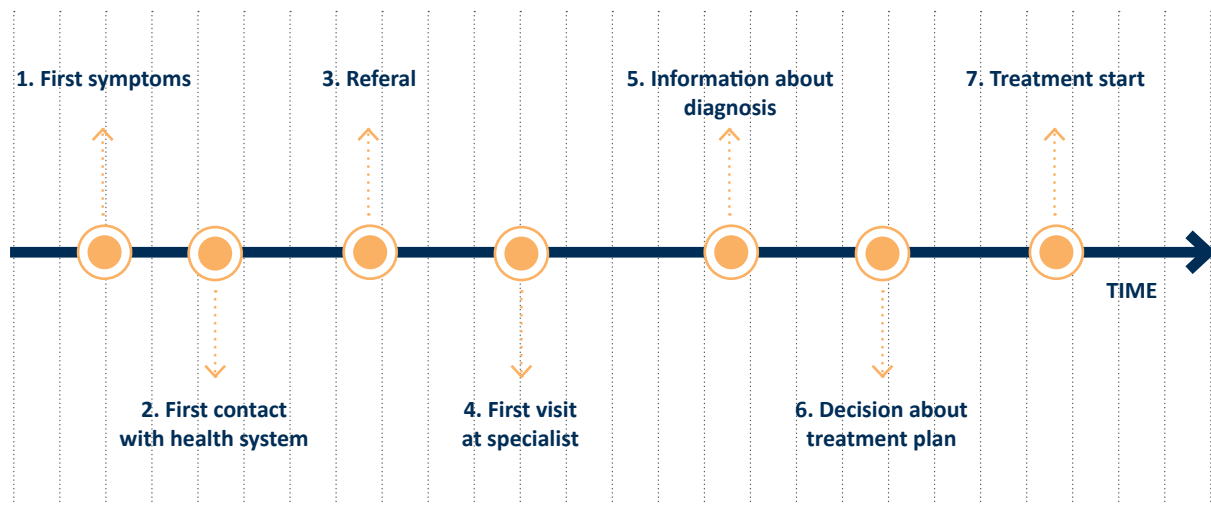 1. First symptoms
3. Referal
5. Information about
diagnosis
7. Treatment start
TIME
2. First contact
with health system
4. First visit
at specialist
6. Decision about
treatment plan